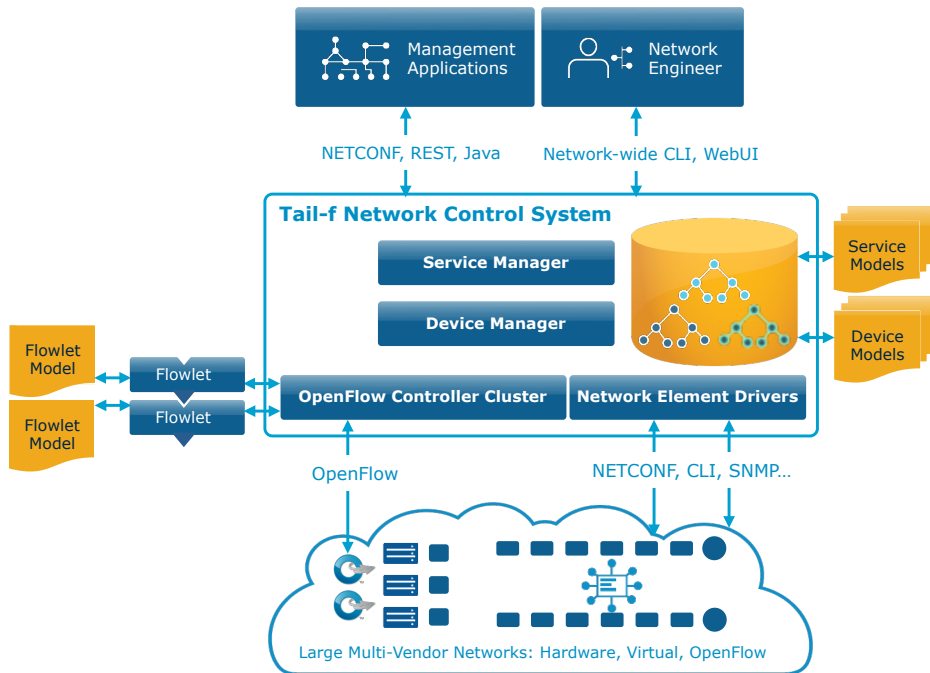 Management
Applications
Network
Engineer
NETCONF, REST, Java
Network-wide CLI, WebUI
Tail-f Network Control System
Service Manager
Device Manager
Service
Models
Device
Models
Flowlet
Model
Flowlet
Flowlet
Model
Flowlet
OpenFlow Controller Cluster
Network Element Drivers
OpenFlow
NETCONF, CLI, SNMP...
Large Multi-Vendor Networks: Hardware, Virtual, OpenFlow